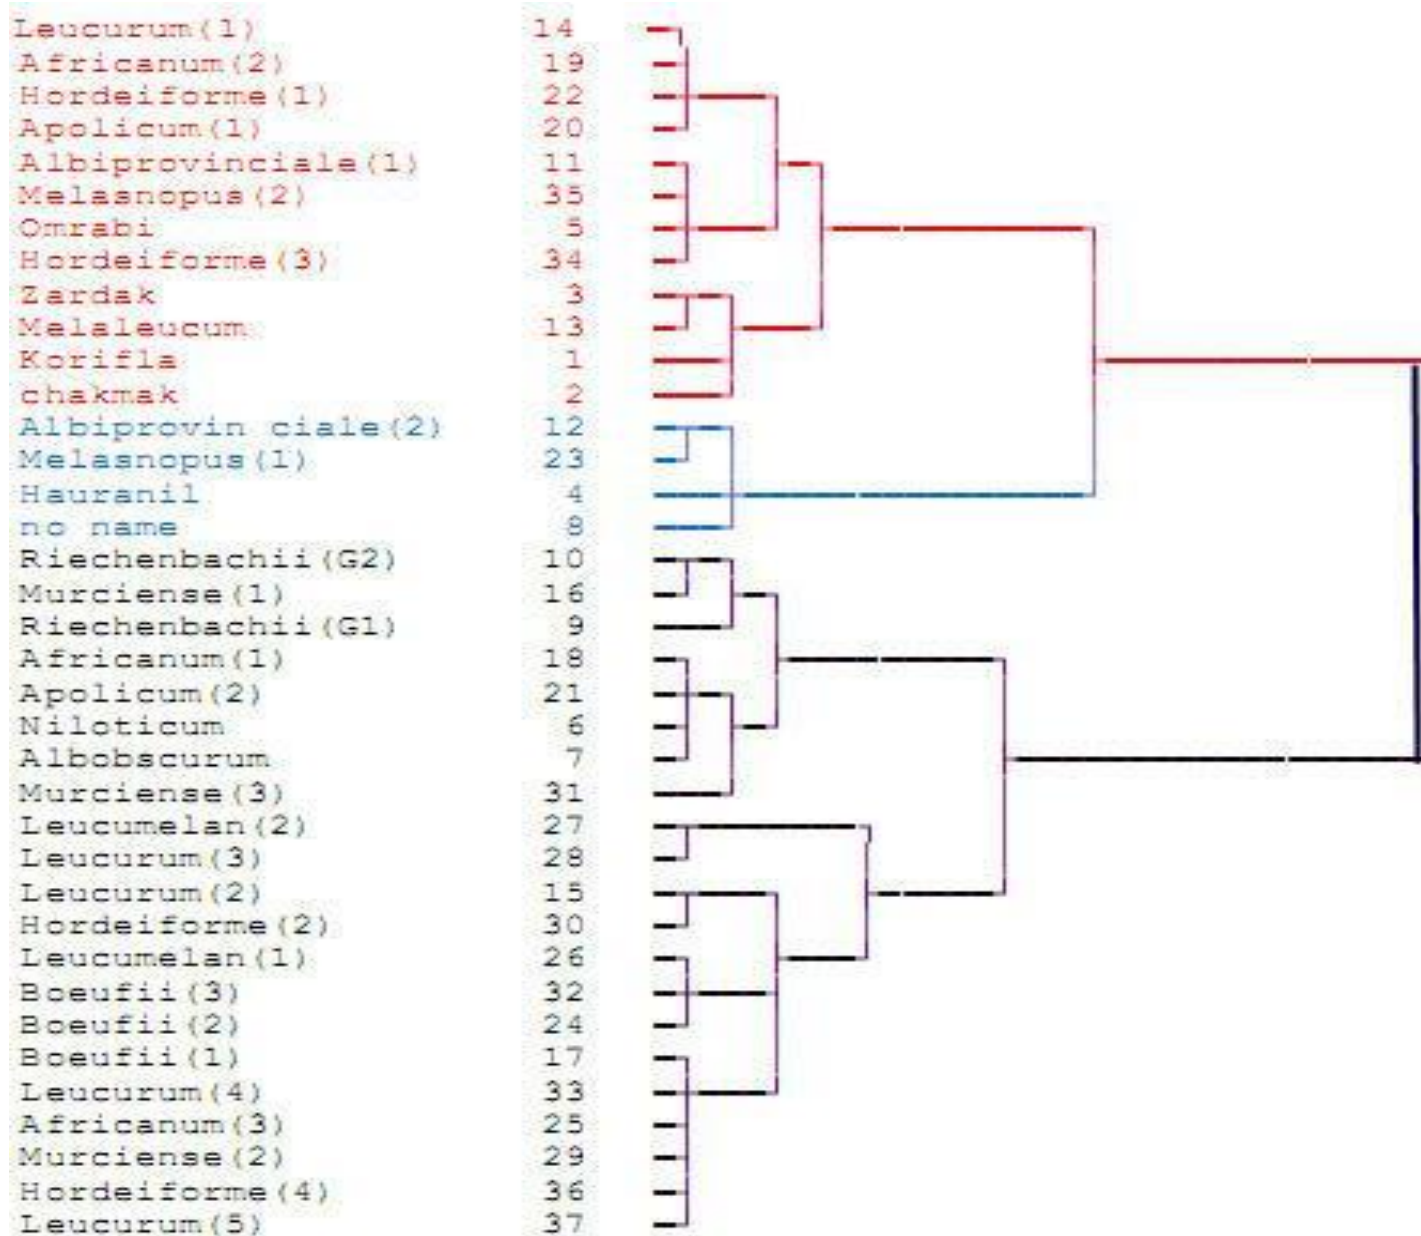 Leucurum(1) 14
Africanum(2) 19
Hordeiforme(1) 22
Apolicum(1) 20
Albiprovinciale(1) 11
Melasnopus(2) 35
Omrabi 5
Hordeiforme(3) 34
Zardak 3
Melaleucum 13
Korifla 1
chakmak 2
Albiprovin ciale(2) 12
Melasnopus(1) 23
Hauranil 4
no name 8
Riechenbachii(G2) 10
Murciense(1) 16
Riechenbachii(G1) 9
Africanum(1) 18
Apolicum(2) 21
Niloticum 6
Albobscurum 7
Murciense(3) 31
Leucumelan(2) 27
Leucurum(3) 28
Leucurum(2) 15
Hordeiforme(2) 30
Leucumelan(1) 26
Boeufii(3) 32
Boeufii(2) 24
Boeufii(1) 17
Leucurum(4) 33
Africanum(3) 25
Murciense(2) 29
Hordeiforme(4) 36
Leucurum(5) 37